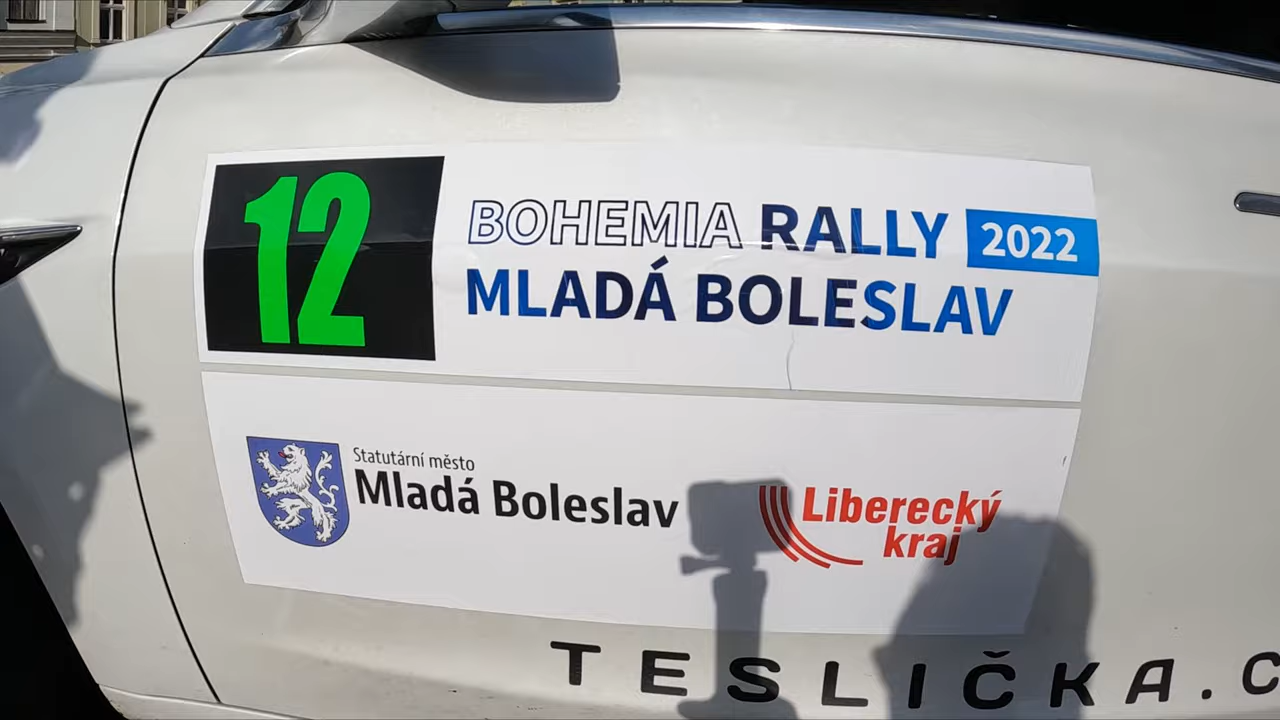 12
BOHEMIA RALLY 2022
MLADÁ BOLESLAV
Statutární město
Mladá Boleslav
Liberecký
kraj
TESLIČKA.C